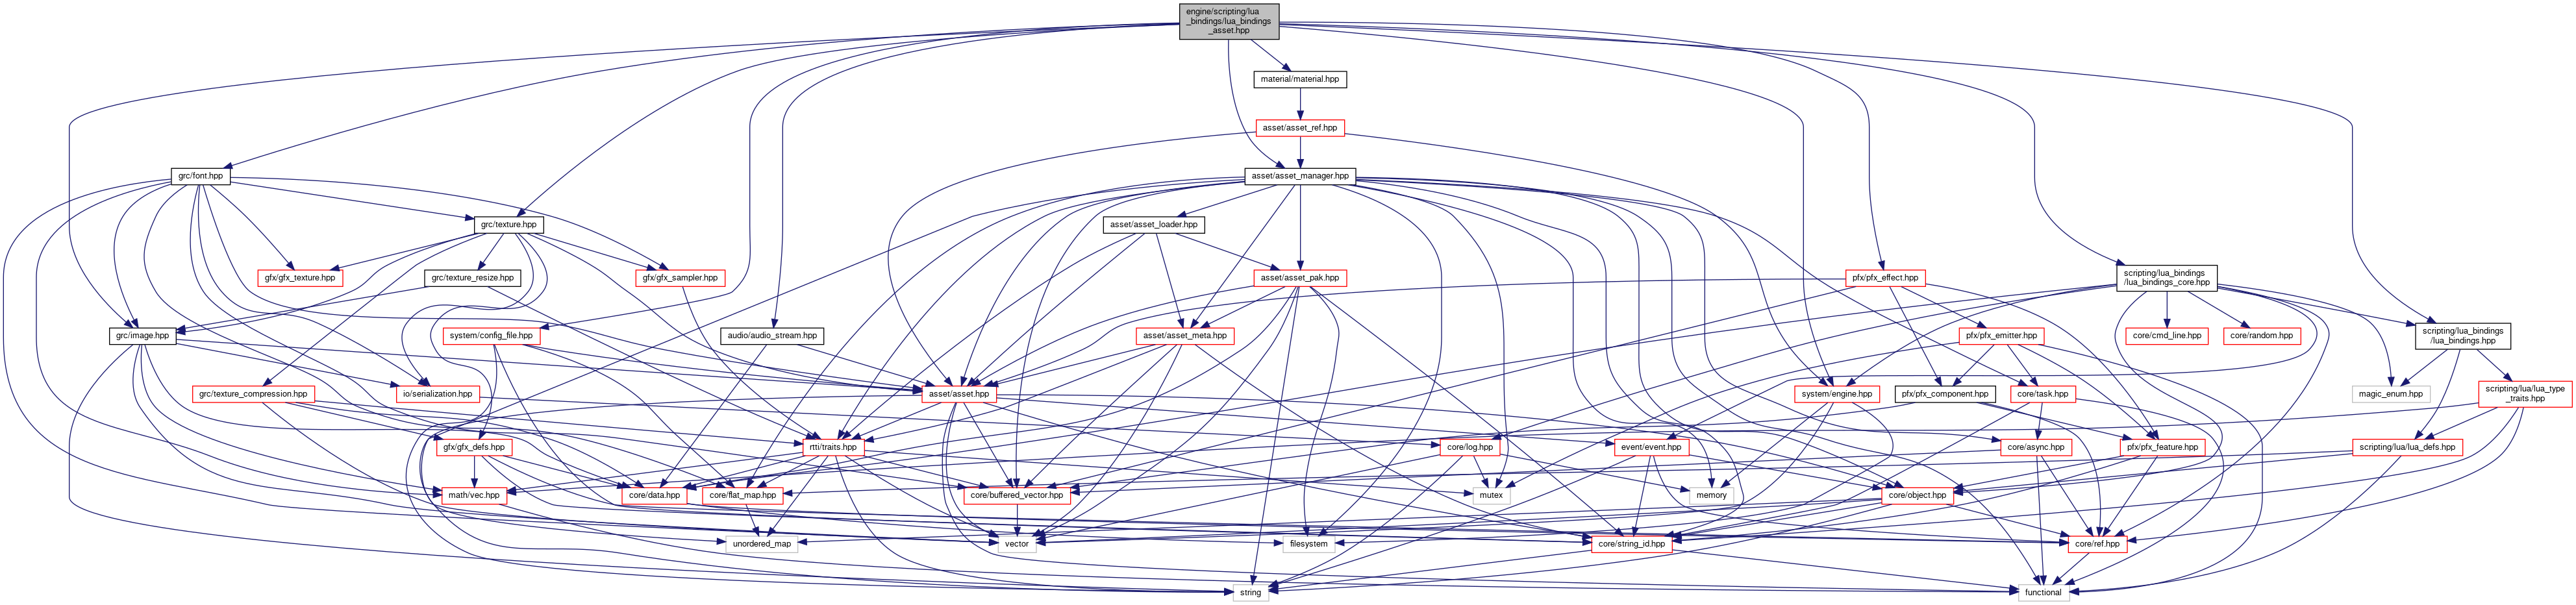 engine/scripting/lua
_bindings/lua_bindings
_asset.hpp
material/material.hpp
asset/asset_ref.hpp
grc/font.hpp
asset/asset_manager.hpp
grc/texture.hpp
asset/asset_loader.hpp
gfx/gfx_texture.hpp
grc/texture_resize.hpp
gfx/gfx_sampler.hpp
asset/asset_pak.hpp
pfx/pfx_effect.hpp
scripting/lua_bindings
/lua_bindings_core.hpp
grc/image.hpp
system/config_file.hpp
audio/audio_stream.hpp
asset/asset_meta.hpp
pfx/pfx_emitter.hpp
core/cmd_line.hpp
core/random.hpp
scripting/lua_bindings
/lua_bindings.hpp
grc/texture_compression.hpp
io/serialization.hpp
asset/asset.hpp
system/engine.hpp
pfx/pfx_component.hpp
core/task.hpp
magic_enum.hpp
scripting/lua/lua_type
_traits.hpp
gfx/gfx_defs.hpp
rtti/traits.hpp
core/log.hpp
event/event.hpp
core/async.hpp
pfx/pfx_feature.hpp
scripting/lua/lua_defs.hpp
math/vec.hpp
core/data.hpp
core/flat_map.hpp
core/buffered_vector.hpp
mutex
memory
core/object.hpp
unordered_map
vector
filesystem
core/string_id.hpp
core/ref.hpp
string
functional